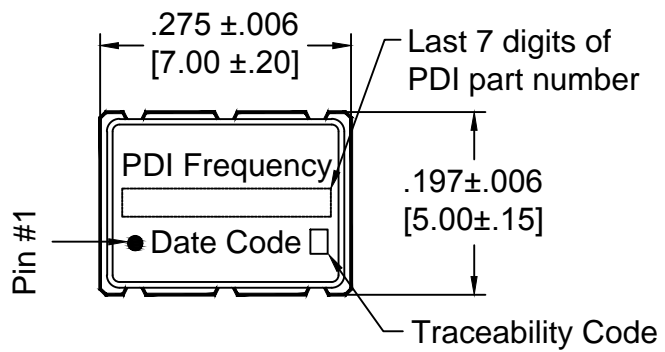 .275 ±.006
[7.00 ±.20]
Last 7 digits of
PDI part number
PDI Frequency
.197±.006
[5.00±.15]
Pin #1
Date Code
Traceability Code